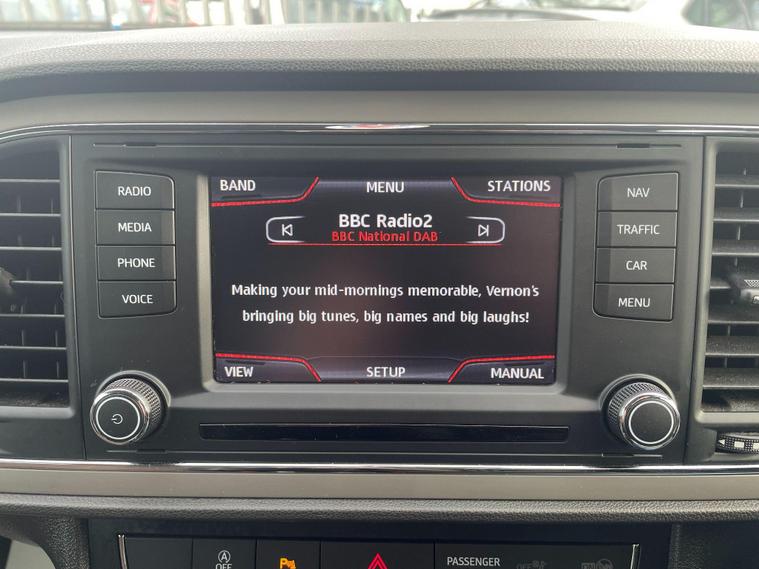 BAND MENU STATIONS
RADIO
MEDIA
PHONE
VOICE
BBC Radio2
BBC National DAB
Making your mid-mornings memorable, Vernon's
bringing big tunes, big names and big laughs!
VIEW SETUP MANUAL
NAV
TRAFFIC
CAR
MENU
A
OFF
PASSENGER
OFF